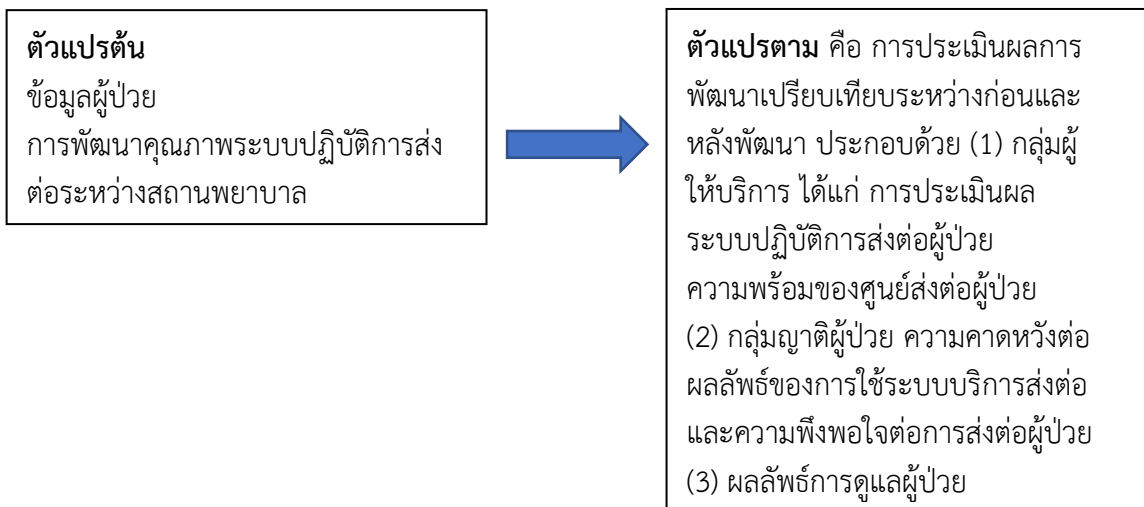 ตัวแปรต้น
ข้อมูลผู้ป่วย
การพัฒนาคุณภาพระบบปฏิบัติการส่ง
ต่อระหว่างสถานพยาบาล
ตัวแปรตาม คือ การประเมินผลการ
พัฒนาเปรียบเทียบระหว่างก่อนและ
หลังพัฒนา ประกอบด้วย (1) กลุ่มผู้
ให้บริการ ได้แก่ การประเมินผล
ระบบปฏิบัติการส่งต่อผู้ป่วย
ความพร้อมของศูนย์ส่งต่อผู้ป่วย
(2) กลุ่มญาติผู้ป่วย ความคาดหวังต่อ
ผลลัพธ์ของการใช้ระบบบริการส่งต่อ
และความพึงพอใจต่อการส่งต่อผู้ป่วย
(3) ผลลัพธ์การดูแลผู้ป่วย